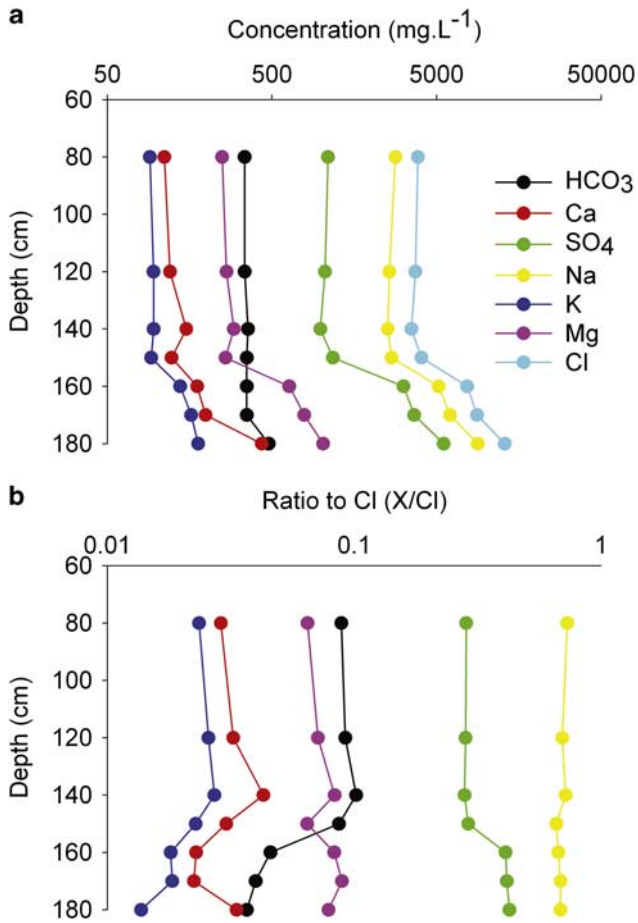 a
Concentration (mg.L-1)
50 500 5000 50000
60
80
100
120
140
160
180
Depth (cm)
HCO3
Ca
SO4
Na
K
Mg
Cl
b
Ratio to Cl (X/Cl)
0.01 0.1 1
60
80
100
120
140
160
180
Depth (cm)